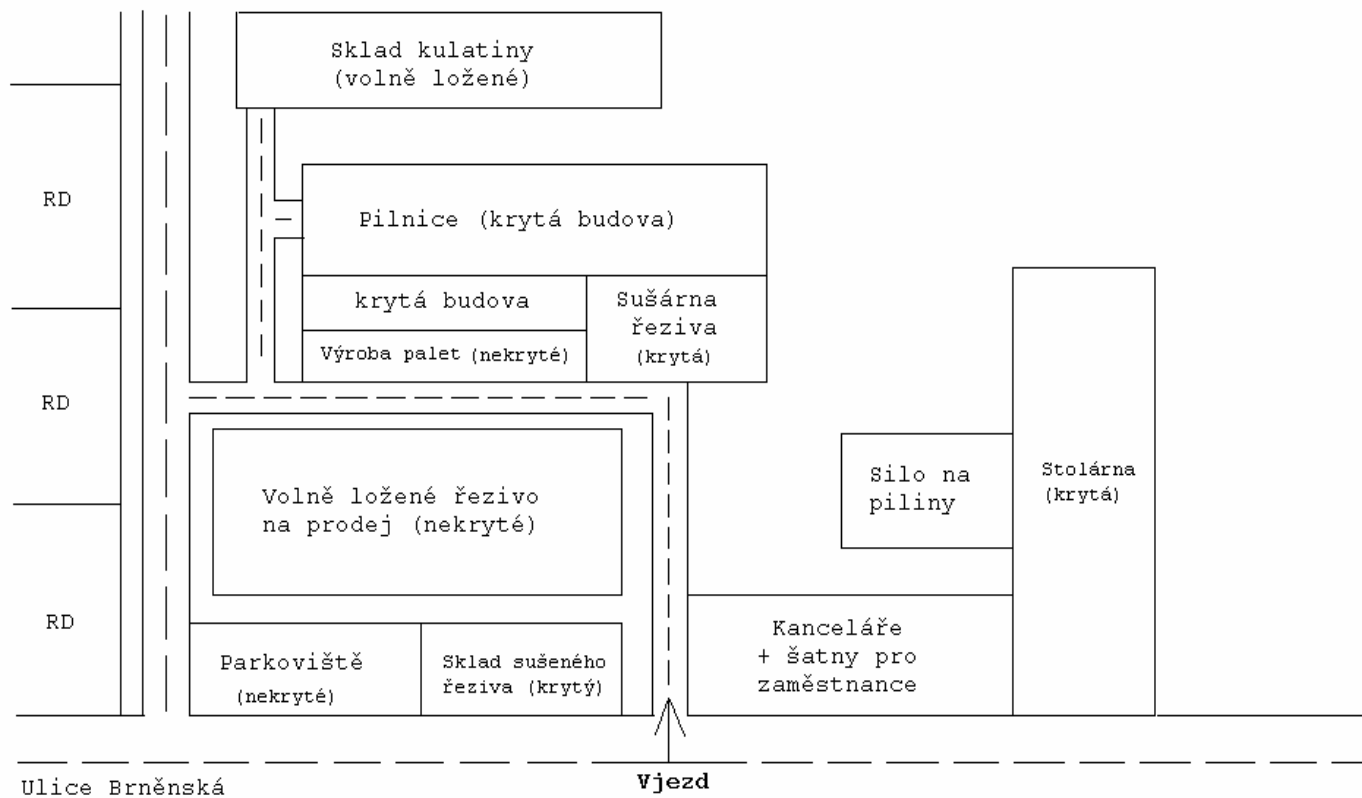 Sklad kulatiny
(volně ložené)
RD
Pilnice (krytá budova)
krytá budova
Sušárna
řeziva
(krytá)
Výroba palet (nekryté)
RD
Volně ložené řezivo
na prodej (nekryté)
Silo na
piliny
Stolárna
(krytá)
RD
Parkoviště
(nekryté)
Sklad sušeného
řeziva (krytý)
Kanceláře
+ šatny pro
zaměstnance
Vjezd
Ulice Brněnská